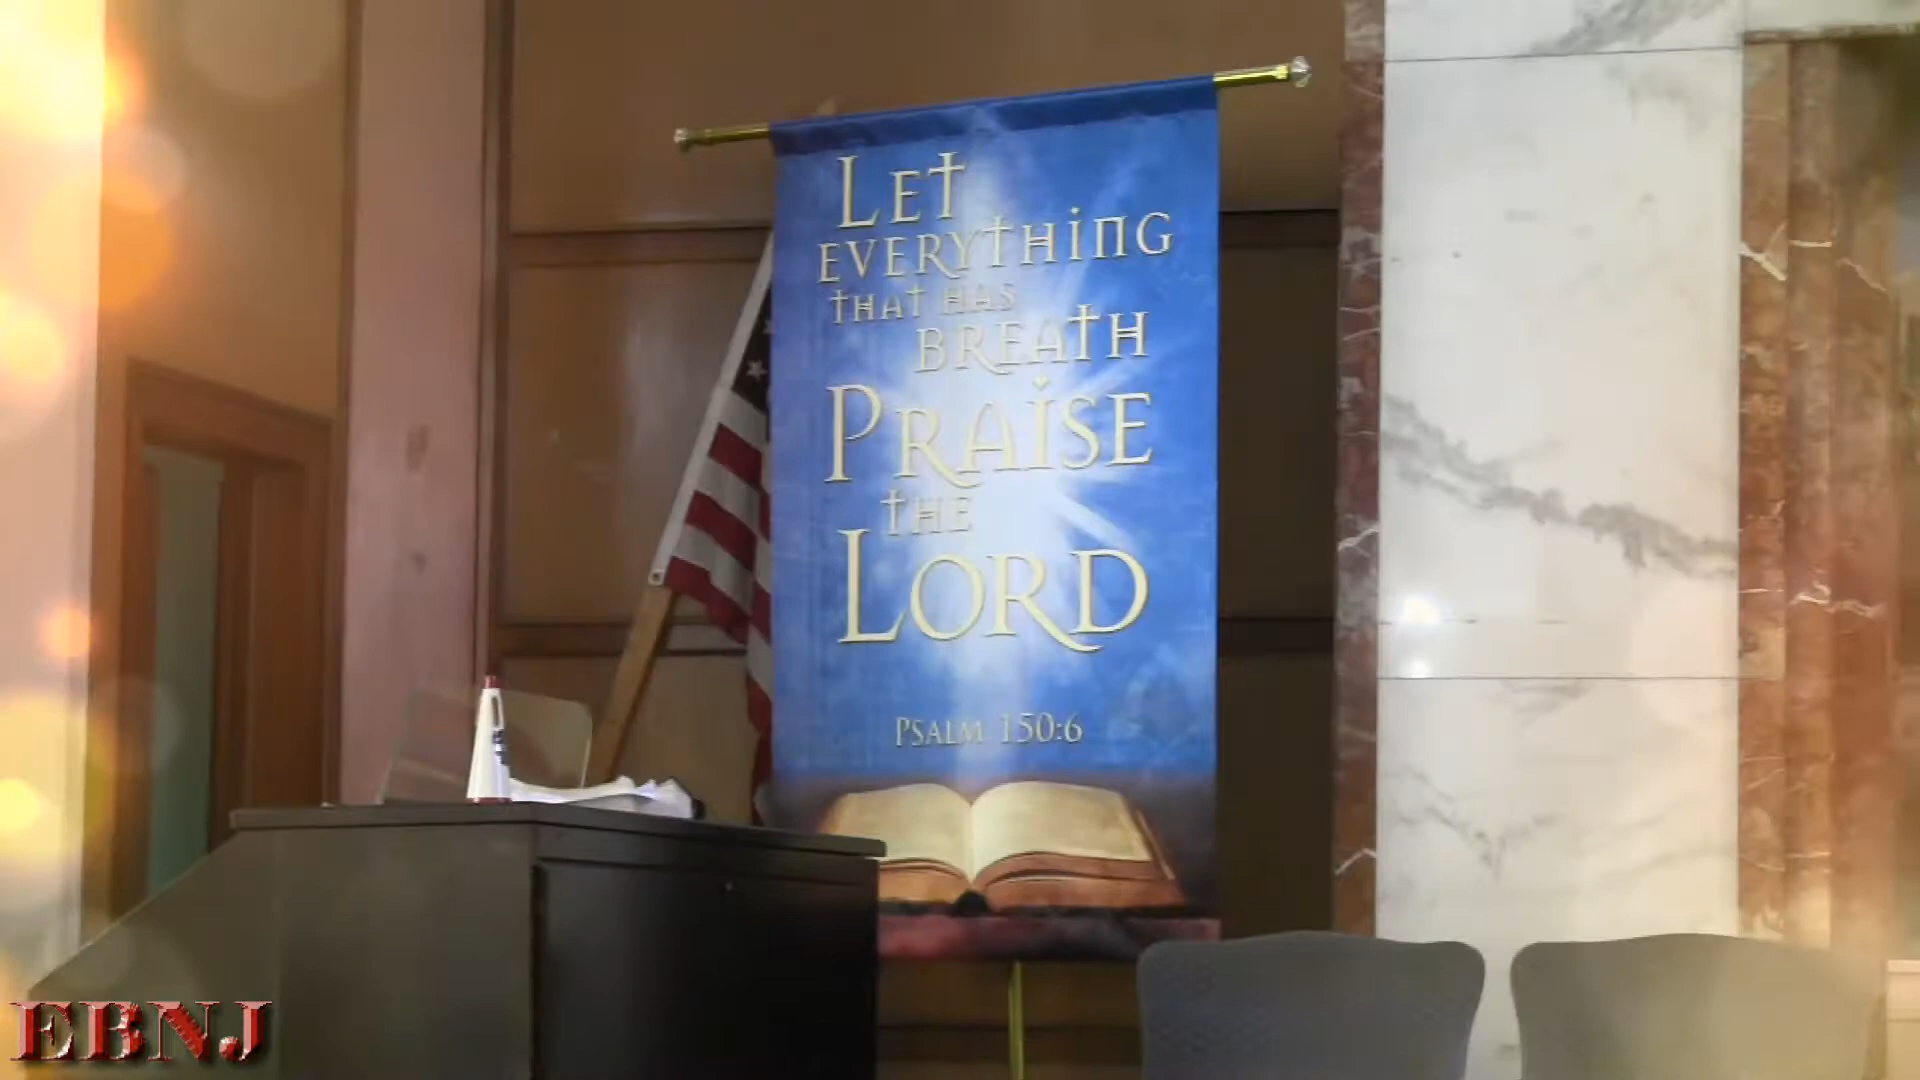 LET
EVERYTHING
THAT HAS
BREATH
PRAISE
THE
LORD
PSALM 150:6
EBNJ